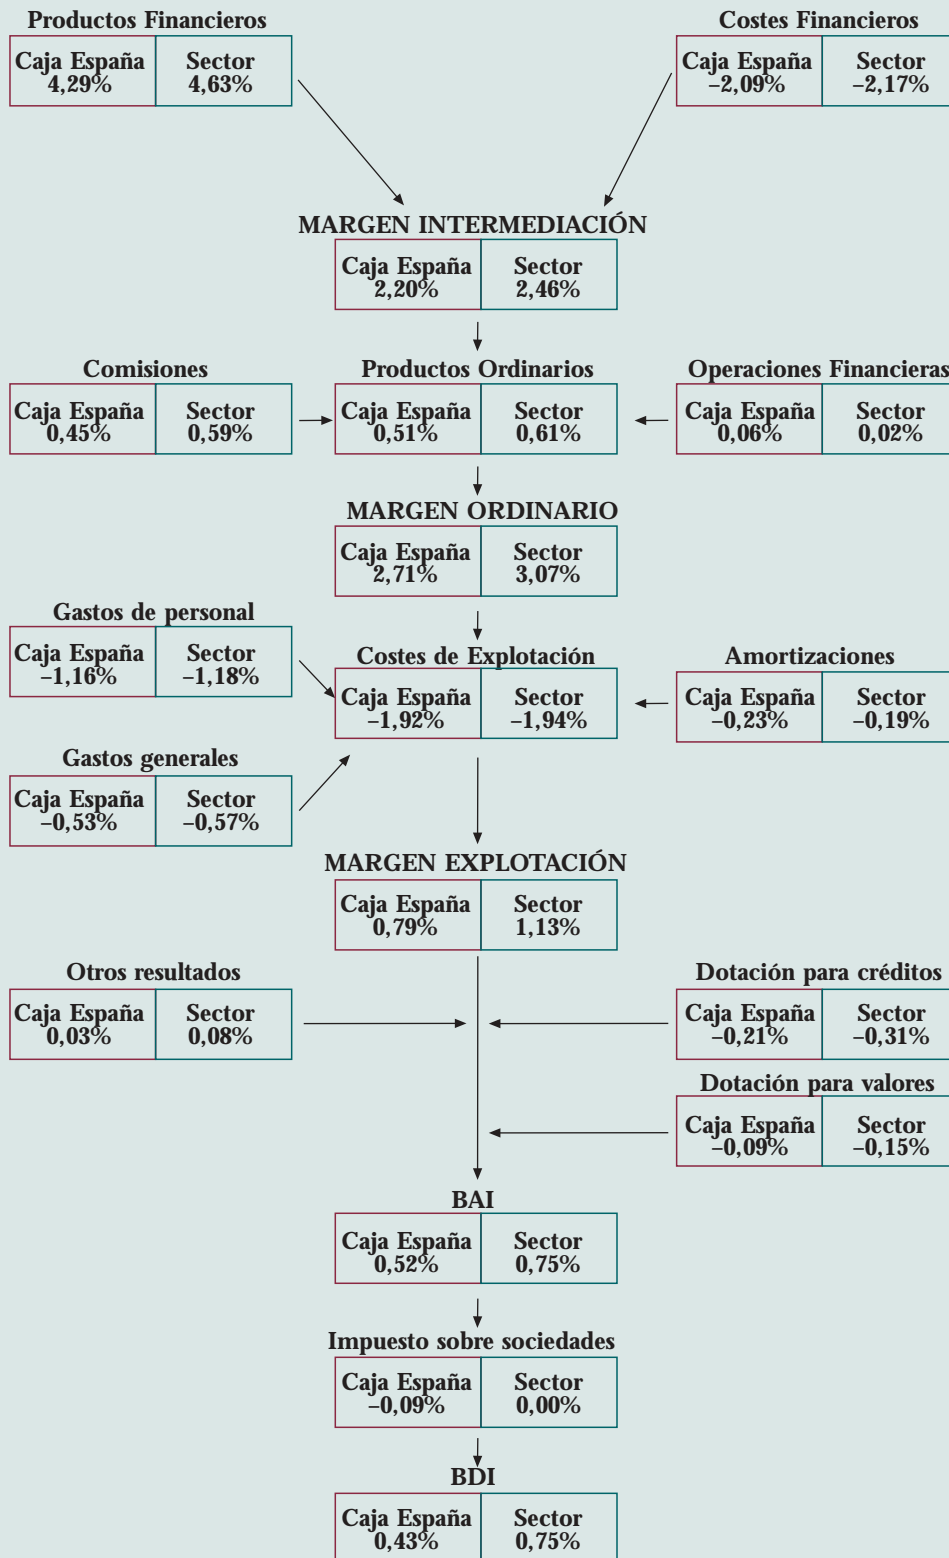 Productos Financieros
Costes Financieros
Caja España Sector
4,29% 4,63%
Caja España Sector
–2,09% –2,17%
MARGEN INTERMEDIACIÓN
Caja España Sector
2,20% 2,46%
Comisiones
Productos Ordinarios
Operaciones Financieras
Caja España Sector
0,45% 0,59%
Caja España Sector
0,51% 0,61%
Caja España Sector
0,06% 0,02%
MARGEN ORDINARIO
Caja España Sector
2,71% 3,07%
Gastos de personal
Caja España Sector
–1,16% –1,18%
Costes de Explotación
Caja España Sector
–1,92% –1,94%
Amortizaciones
Caja España Sector
–0,23% –0,19%
Gastos generales
Caja España Sector
–0,53% –0,57%
MARGEN EXPLOTACIÓN
Caja España Sector
0,79% 1,13%
Otros resultados
Caja España Sector
0,03% 0,08%
Dotación para créditos
Caja España Sector
–0,21% –0,31%
Dotación para valores
Caja España Sector
–0,09% –0,15%
BAI
Caja España Sector
0,52% 0,75%
Impuesto sobre sociedades
Caja España Sector
–0,09% 0,00%
BDI
Caja España Sector
0,43% 0,75%